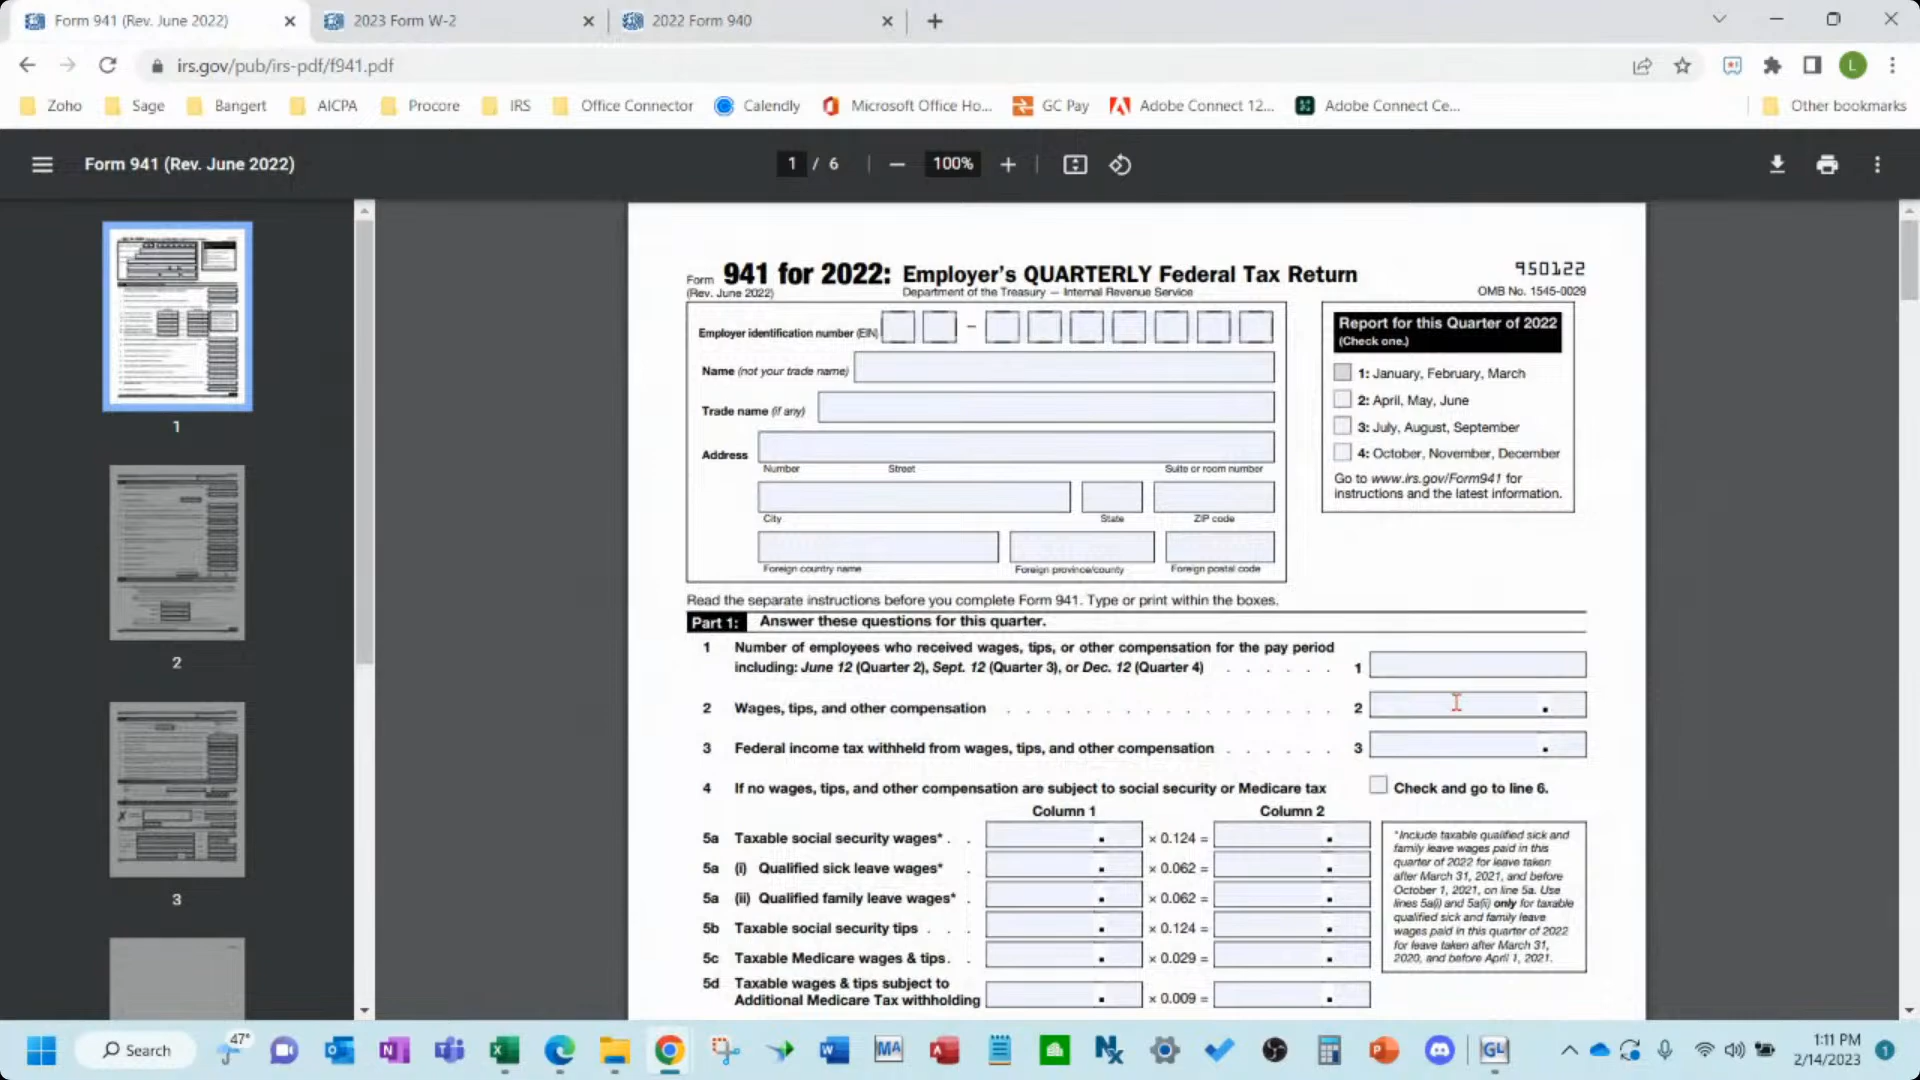 Form 941 (Rev. June 2022)
2023 Form W-2
2022 Form 940
irs.gov/pub/irs-pdf/f941.pdf
L
Zoho
Sage
Bangert
AICPA
Procore
IRS
Office Connector
Calendly
Microsoft Office Ho...
GC Pay
Adobe Connect 12...
Adobe Connect Ce...
Other bookmarks
Form 941 (Rev. June 2022)
1 / 6
100%
1
2
3
Form 941 for 2022: Employer's QUARTERLY Federal Tax Return
(Rev. June 2022)
Department of the Treasury — Internal Revenue Service
950122
OMB No. 1545-0029
Employer identification number (EIN) –
Name (not your trade name)
Trade name (if any)
Address
Number Street Suite or room number
City State ZIP code
Foreign country name Foreign province/county Foreign postal code
Report for this Quarter of 2022
(Check one.)
1: January, February, March
2: April, May, June
3: July, August, September
4: October, November, December
Go to www.irs.gov/Form941 for
instructions and the latest information.
Read the separate instructions before you complete Form 941. Type or print within the boxes.
Part 1: Answer these questions for this quarter.
1 Number of employees who received wages, tips, or other compensation for the pay period
including: June 12 (Quarter 2), Sept. 12 (Quarter 3), or Dec. 12 (Quarter 4) . . . . . . 1
2 Wages, tips, and other compensation . . . . . . . . . . . . . . . . . 2 .
3 Federal income tax withheld from wages, tips, and other compensation . . . . . . 3 .
4 If no wages, tips, and other compensation are subject to social security or Medicare tax Check and go to line 6.
Column 1 Column 2
5a Taxable social security wages* . . . × 0.124 = .
5a (i) Qualified sick leave wages* . . × 0.062 = .
5a (ii) Qualified family leave wages* . . × 0.062 = .
5b Taxable social security tips . . . . × 0.124 = .
5c Taxable Medicare wages & tips. . . × 0.029 = .
5d Taxable wages & tips subject to
Additional Medicare Tax withholding . × 0.009 = .
*Include taxable qualified sick and
family leave wages paid in this
quarter of 2022 for leave taken
after March 31, 2021, and before
October 1, 2021, on line 5a. Use
lines 5a(i) and 5a(ii) only for taxable
qualified sick and family leave
wages paid in this quarter of 2022
for leave taken after March 31,
2020, and before April 1, 2021.
47°
Search
MA
GL
1:11 PM
2/14/2023
1